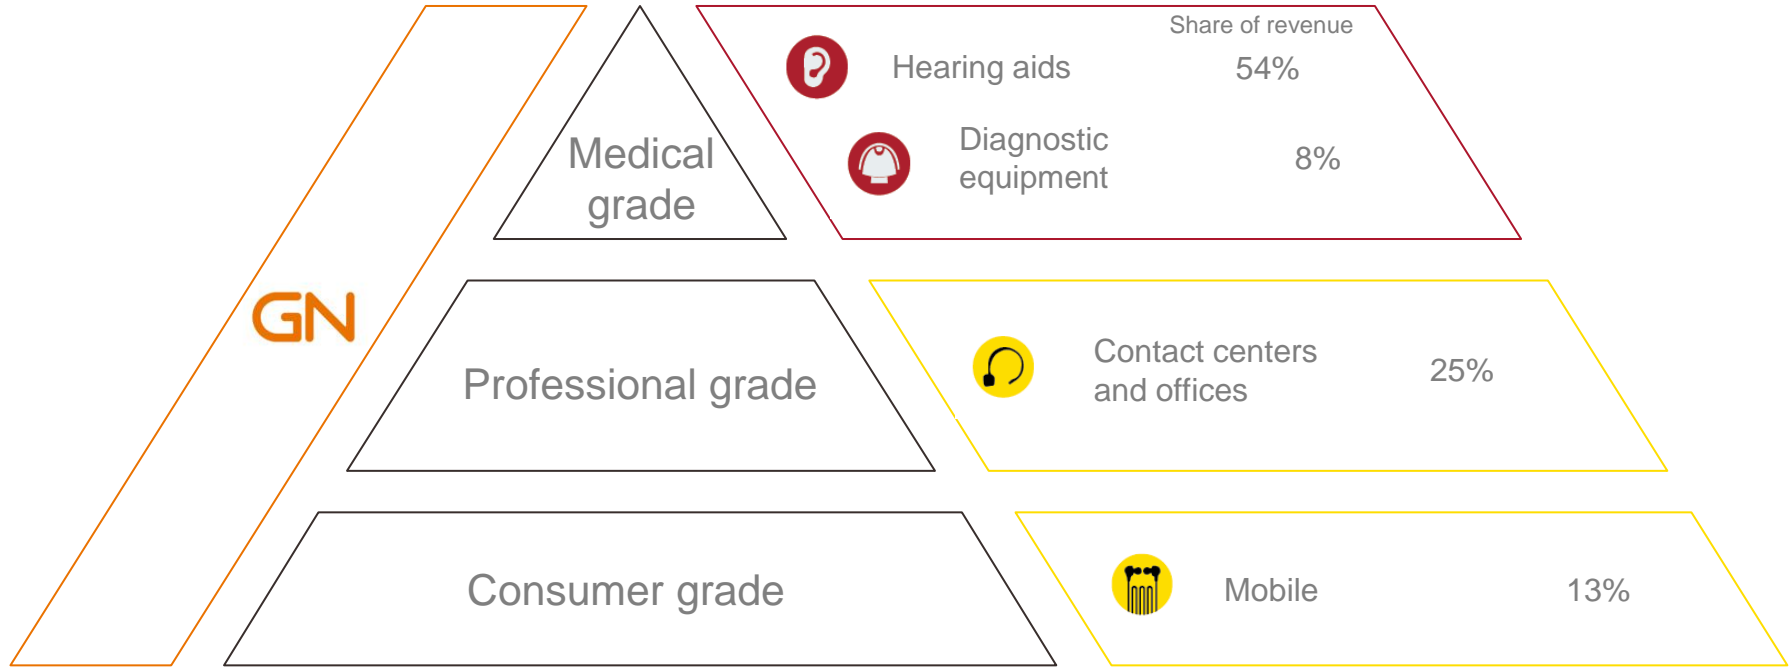 Share of revenue
Hearing aids 54%
Medical
grade
Diagnostic
equipment
8%
GN
Professional grade
Contact centers
and offices
25%
Consumer grade
Mobile 13%